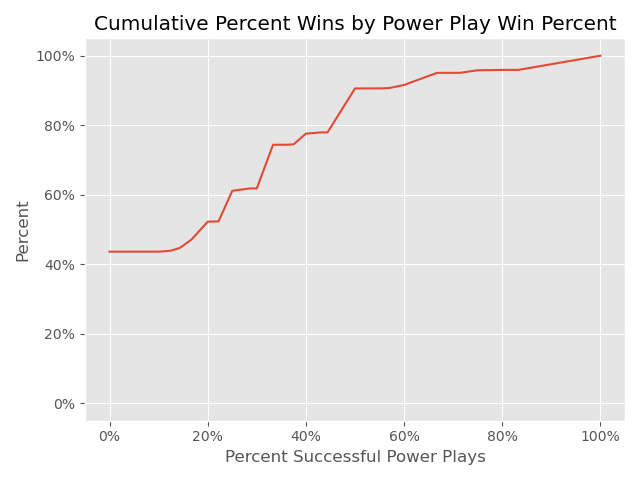 Cumulative Percent Wins by Power Play Win Percent
100%
80%
60%
40%
20%
0%
Percent
0% 20% 40% 60% 80% 100%
Percent Successful Power Plays